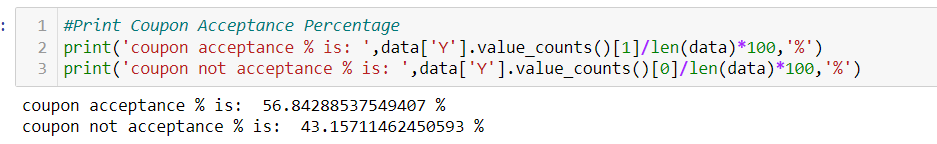 :
1 #Print Coupon Acceptance Percentage
2 print('coupon acceptance % is: ',data['Y'].value_counts()[1]/len(data)*100,'%')
3 print('coupon not acceptance % is: ',data['Y'].value_counts()[0]/len(data)*100,'%')
coupon acceptance % is:  56.84288537549407 %
coupon not acceptance % is:  43.15711462450593 %